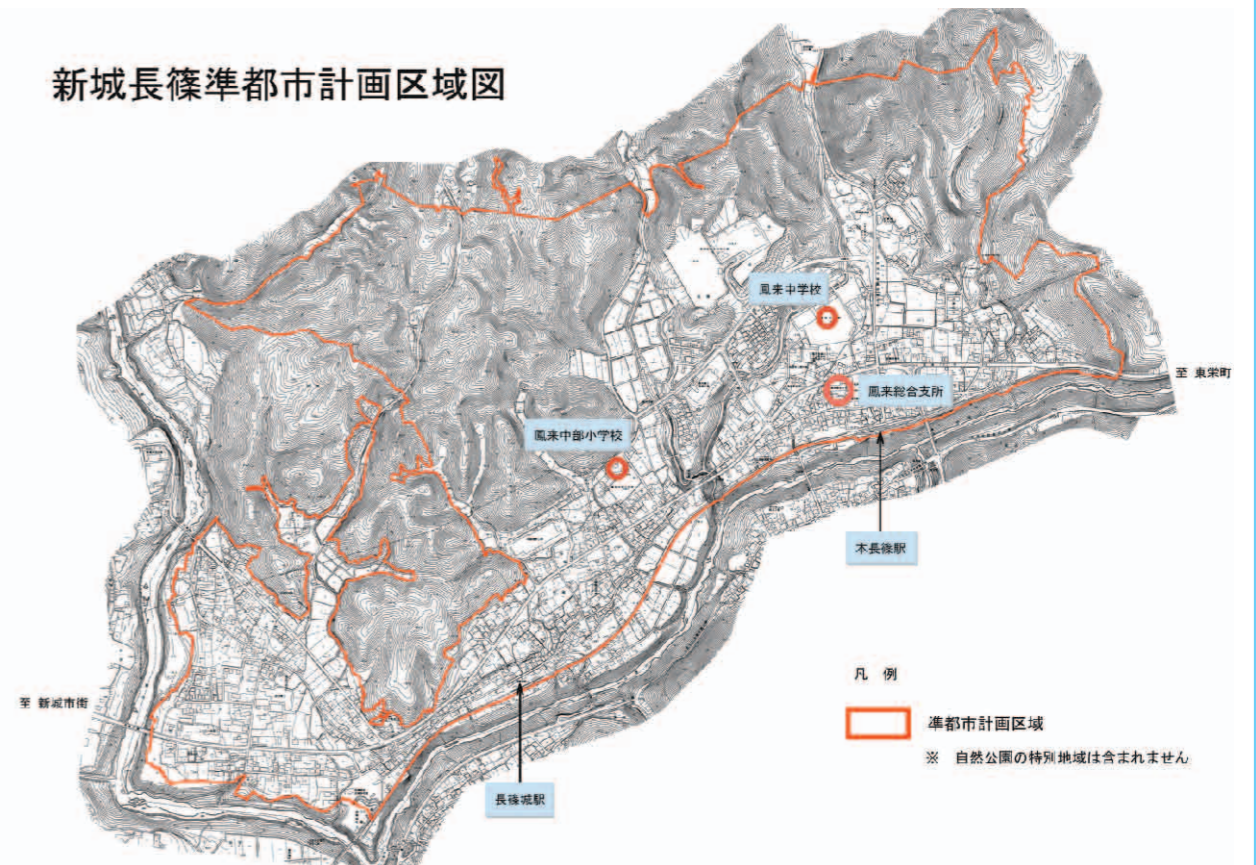 新城長篠準都市計画区域図
鳳来中学校
至 東栄町
鳳来総合支所
鳳来中部小学校
本長篠駅
至 新城市街
長篠城駅
凡 例
準都市計画区域
※ 自然公園の特別地域は含まれません